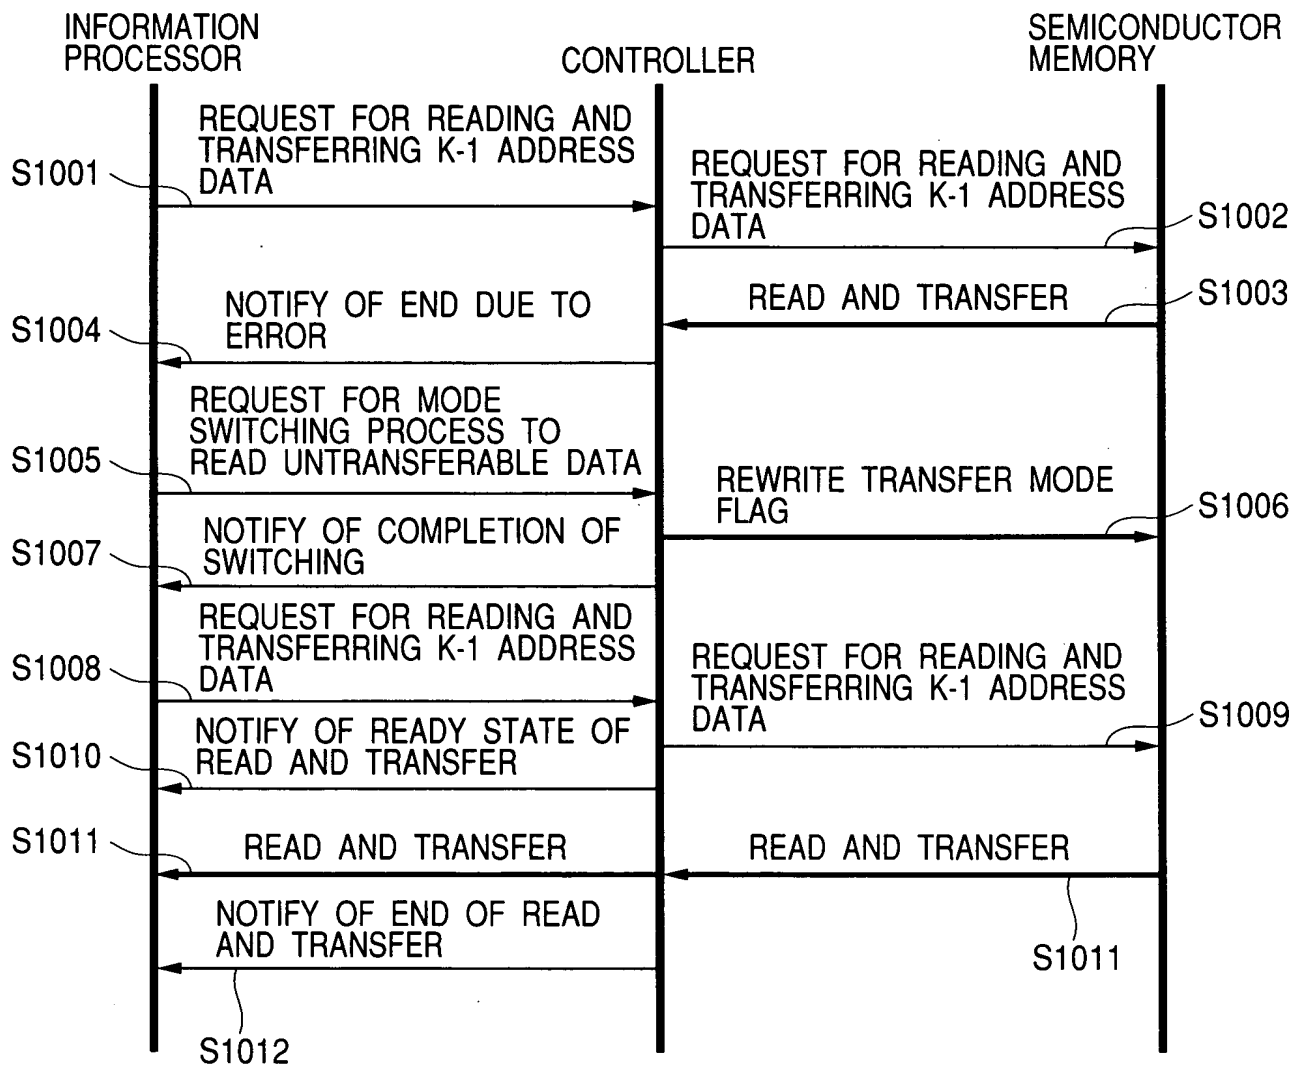 INFORMATION
PROCESSOR
CONTROLLER
SEMICONDUCTOR
MEMORY
REQUEST FOR READING AND
TRANSFERRING K-1 ADDRESS
DATA
S1001
REQUEST FOR READING AND
TRANSFERRING K-1 ADDRESS
DATA
S1002
READ AND TRANSFER
S1003
NOTIFY OF END DUE TO
ERROR
S1004
REQUEST FOR MODE
SWITCHING PROCESS TO
READ UNTRANSFERABLE DATA
S1005
REWRITE TRANSFER MODE
FLAG
S1006
NOTIFY OF COMPLETION OF
SWITCHING
S1007
REQUEST FOR READING AND
TRANSFERRING K-1 ADDRESS
DATA
S1008
REQUEST FOR READING AND
TRANSFERRING K-1 ADDRESS
DATA
S1009
NOTIFY OF READY STATE OF
READ AND TRANSFER
S1010
READ AND TRANSFER
S1011
READ AND TRANSFER
S1011
NOTIFY OF END OF READ
AND TRANSFER
S1012